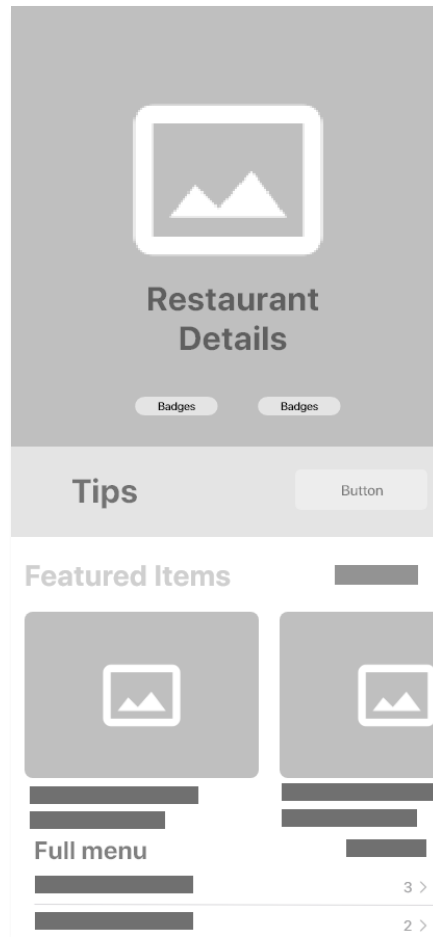 Restaurant
Details
Badges Badges
Tips Button
Featured Items
Full menu
3 >
2 >